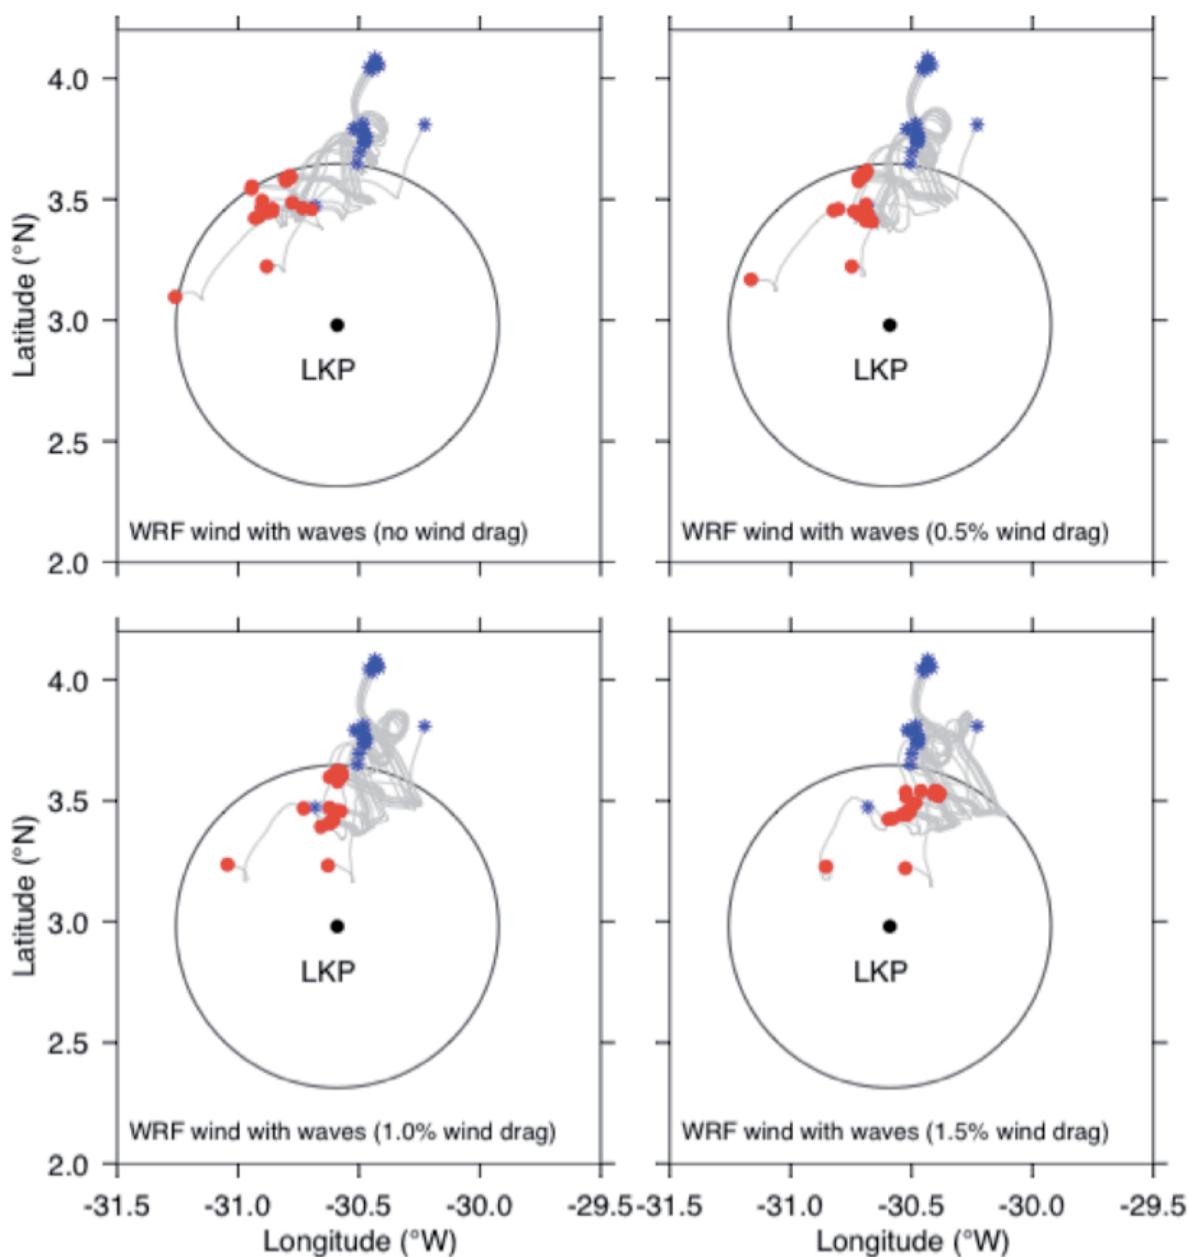 4.0
3.5
3.0
2.5
2.0
Latitude (°N)
LKP
WRF wind with waves (no wind drag)
LKP
WRF wind with waves (0.5% wind drag)
4.0
3.5
3.0
2.5
2.0
Latitude (°N)
LKP
WRF wind with waves (1.0% wind drag)
-31.5 -31.0 -30.5 -30.0 -29.5
Longitude (°W)
LKP
WRF wind with waves (1.5% wind drag)
-31.5 -31.0 -30.5 -30.0 -29.5
Longitude (°W)